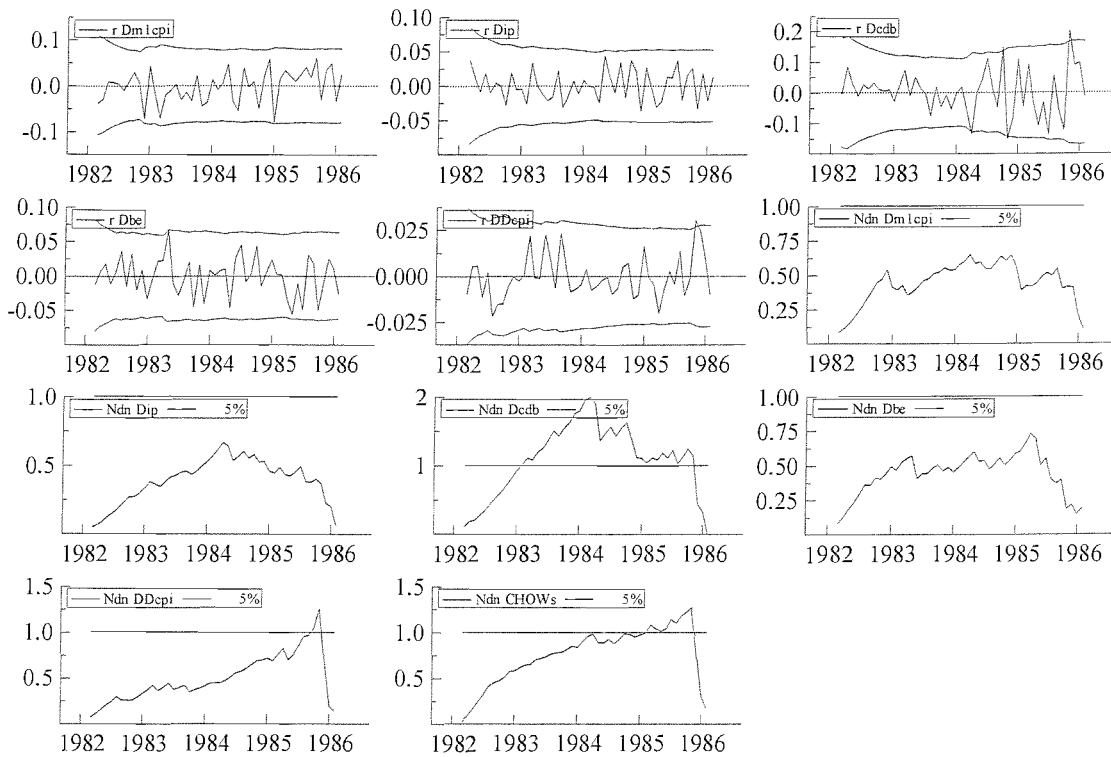 r Dm1cpi
0.1
0.0
-0.1
1982 1983 1984 1985 1986
r Dip
0.10
0.05
0.00
-0.05
1982 1983 1984 1985 1986
r Dcdb
0.2
0.1
0.0
-0.1
1982 1983 1984 1985 1986
r Dbe
0.10
0.05
0.00
-0.05
1982 1983 1984 1985 1986
r DDcpi
0.025
0.000
-0.025
1982 1983 1984 1985 1986
1.00
Ndn Dm1cpi 5%
0.75
0.50
0.25
1982 1983 1984 1985 1986
1.0
Ndn Dip 5%
0.5
1982 1983 1984 1985 1986
2
Ndn Dcdb 5%
1
1982 1983 1984 1985 1986
1.00
Ndn Dbe 5%
0.75
0.50
0.25
1982 1983 1984 1985 1986
1.5
Ndn DDcpi 5%
1.0
0.5
1982 1983 1984 1985 1986
1.5
Ndn CHOWs 5%
1.0
0.5
1982 1983 1984 1985 1986